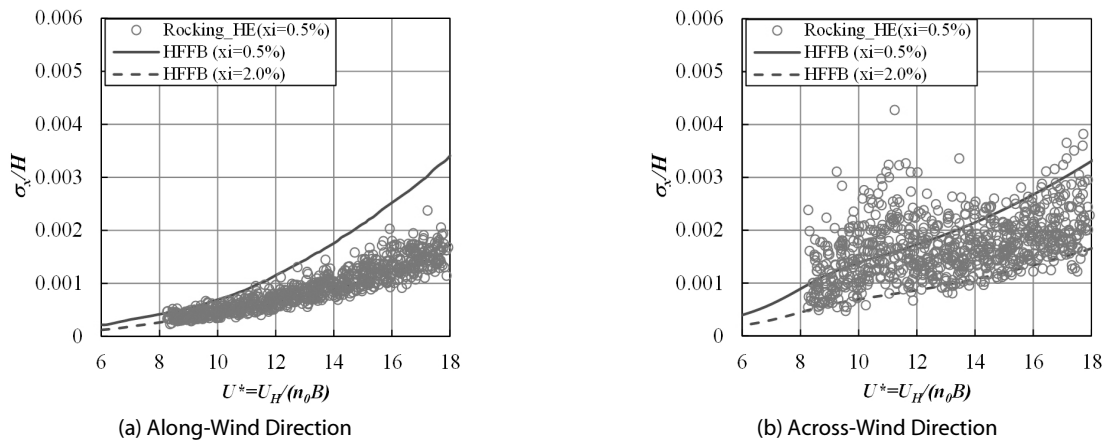 0.006
0.005
0.004
0.003
0.002
0.001
0
σₓ/H
Rocking_HE(xi=0.5%)
HFFB (xi=0.5%)
HFFB (xi=2.0%)
6 8 10 12 14 16 18
U*=U_H/(n₀B)
(a) Along-Wind Direction
0.006
0.005
0.004
0.003
0.002
0.001
0
σₓ/H
Rocking_HE(xi=0.5%)
HFFB (xi=0.5%)
HFFB (xi=2.0%)
6 8 10 12 14 16 18
U*=U_H/(n₀B)
(b) Across-Wind Direction